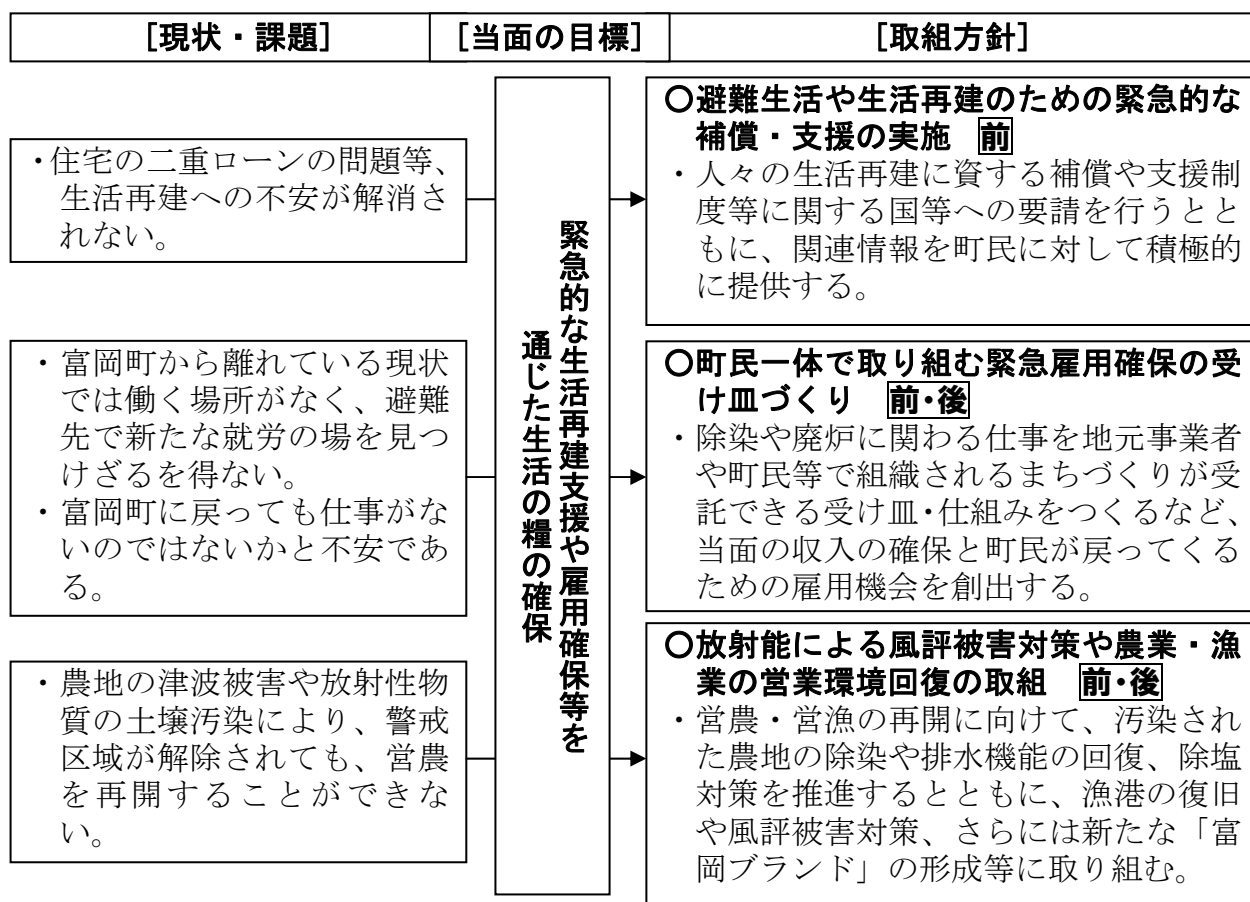 [現状・課題]
[当面の目標]
[取組方針]
・住宅の二重ローンの問題等、
生活再建への不安が解消さ
れない。
・富岡町から離れている現状
では働く場所がなく、避難
先で新たな就労の場を見つ
けざるを得ない。
・富岡町に戻っても仕事がな
いのではないかと不安であ
る。
・農地の津波被害や放射性物
質の土壌汚染により、警戒
区域が解除されても、営農
を再開することができな
い。
緊急的な生活再建支援や雇用確保等を
通じた生活の糧の確保
○避難生活や生活再建のための緊急的な
補償・支援の実施 前
・人々の生活再建に資する補償や支援制
度等に関する国等への要請を行うとと
もに、関連情報を町民に対して積極的
に提供する。
○町民一体で取り組む緊急雇用確保の受
け皿づくり 前・後
・除染や廃炉に関わる仕事を地元事業者
や町民等で組織されるまちづくりが受
託できる受け皿・仕組みをつくるなど、
当面の収入の確保と町民が戻ってくる
ための雇用機会を創出する。
○放射能による風評被害対策や農業・漁
業の営業環境回復の取組 前・後
・営農・営漁の再開に向けて、汚染され
た農地の除染や排水機能の回復、除塩
対策を推進するとともに、漁港の復旧
や風評被害対策、さらには新たな「富
岡ブランド」の形成等に取り組む。